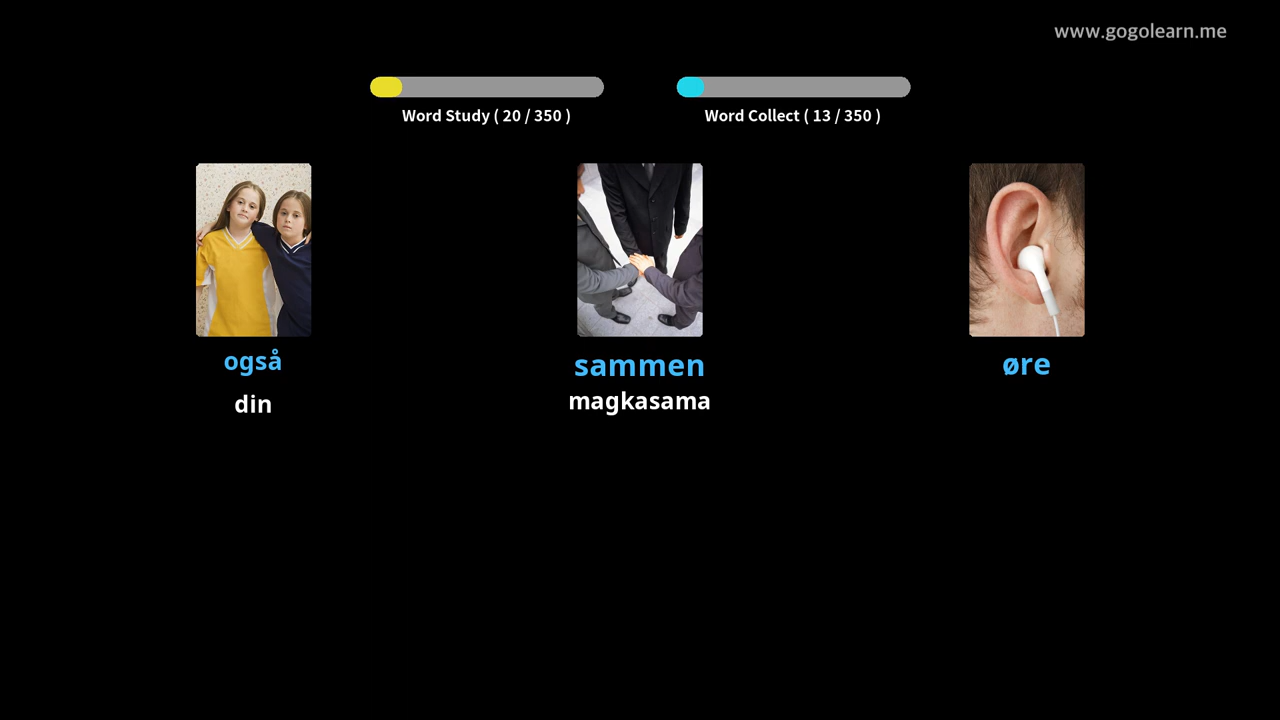 www.gogolearn.me
Word Study ( 20 / 350 )
Word Collect ( 13 / 350 )
også
din
sammen
magkasama
øre